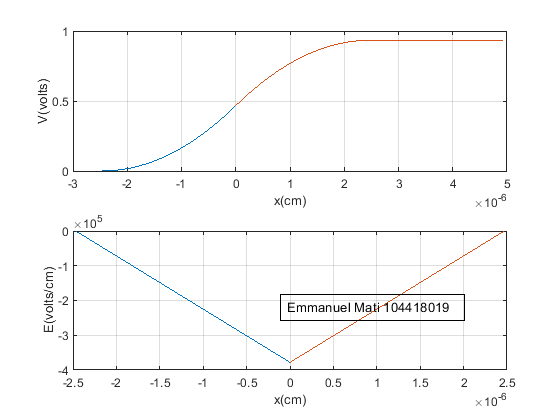 1
0.5
0
V(volts)
-3 -2 -1 0 1 2 3 4 5
x(cm)
×10-6
×10^5
0
-1
-2
-3
-4
E(volts/cm)
Emmanuel Mati 104418019
-2.5 -2 -1.5 -1 -0.5 0 0.5 1 1.5 2 2.5
x(cm)
×10-6